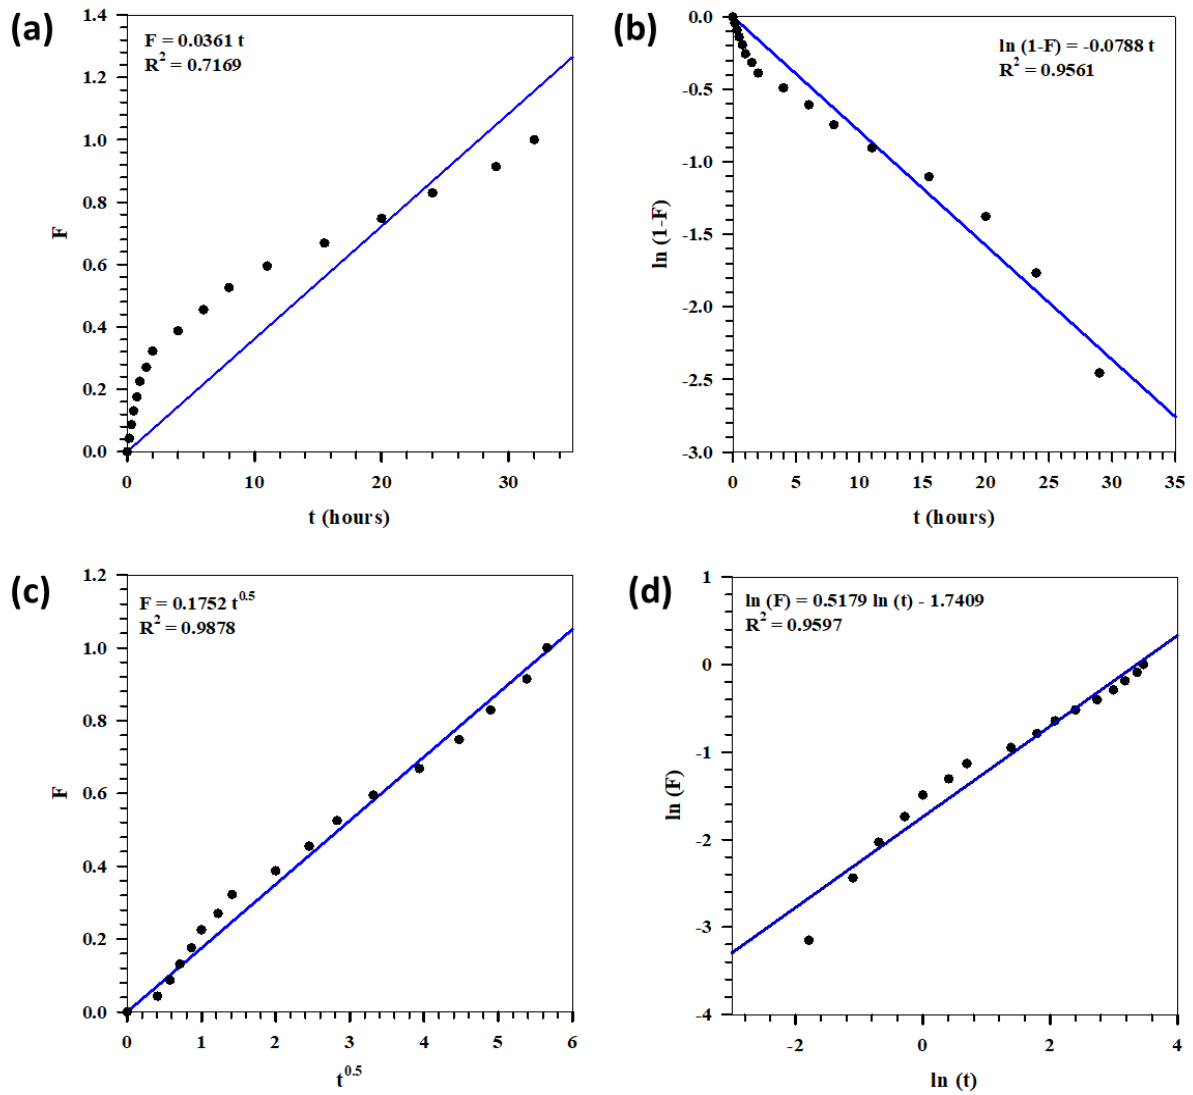 (a)
F = 0.0361 t
R² = 0.7169
1.4
1.2
1.0
0.8
0.6
0.4
0.2
0.0
F
0 10 20 30
t (hours)
(b)
ln (1-F) = -0.0788 t
R² = 0.9561
0.0
-0.5
-1.0
-1.5
-2.0
-2.5
-3.0
ln (1-F)
0 5 10 15 20 25 30 35
t (hours)
(c)
F = 0.1752 t⁰·⁵
R² = 0.9878
1.2
1.0
0.8
0.6
0.4
0.2
0.0
F
0 1 2 3 4 5 6
t⁰·⁵
(d)
ln (F) = 0.5179 ln (t) - 1.7409
R² = 0.9597
1
0
-1
-2
-3
-4
ln (F)
-2 0 2 4
ln (t)